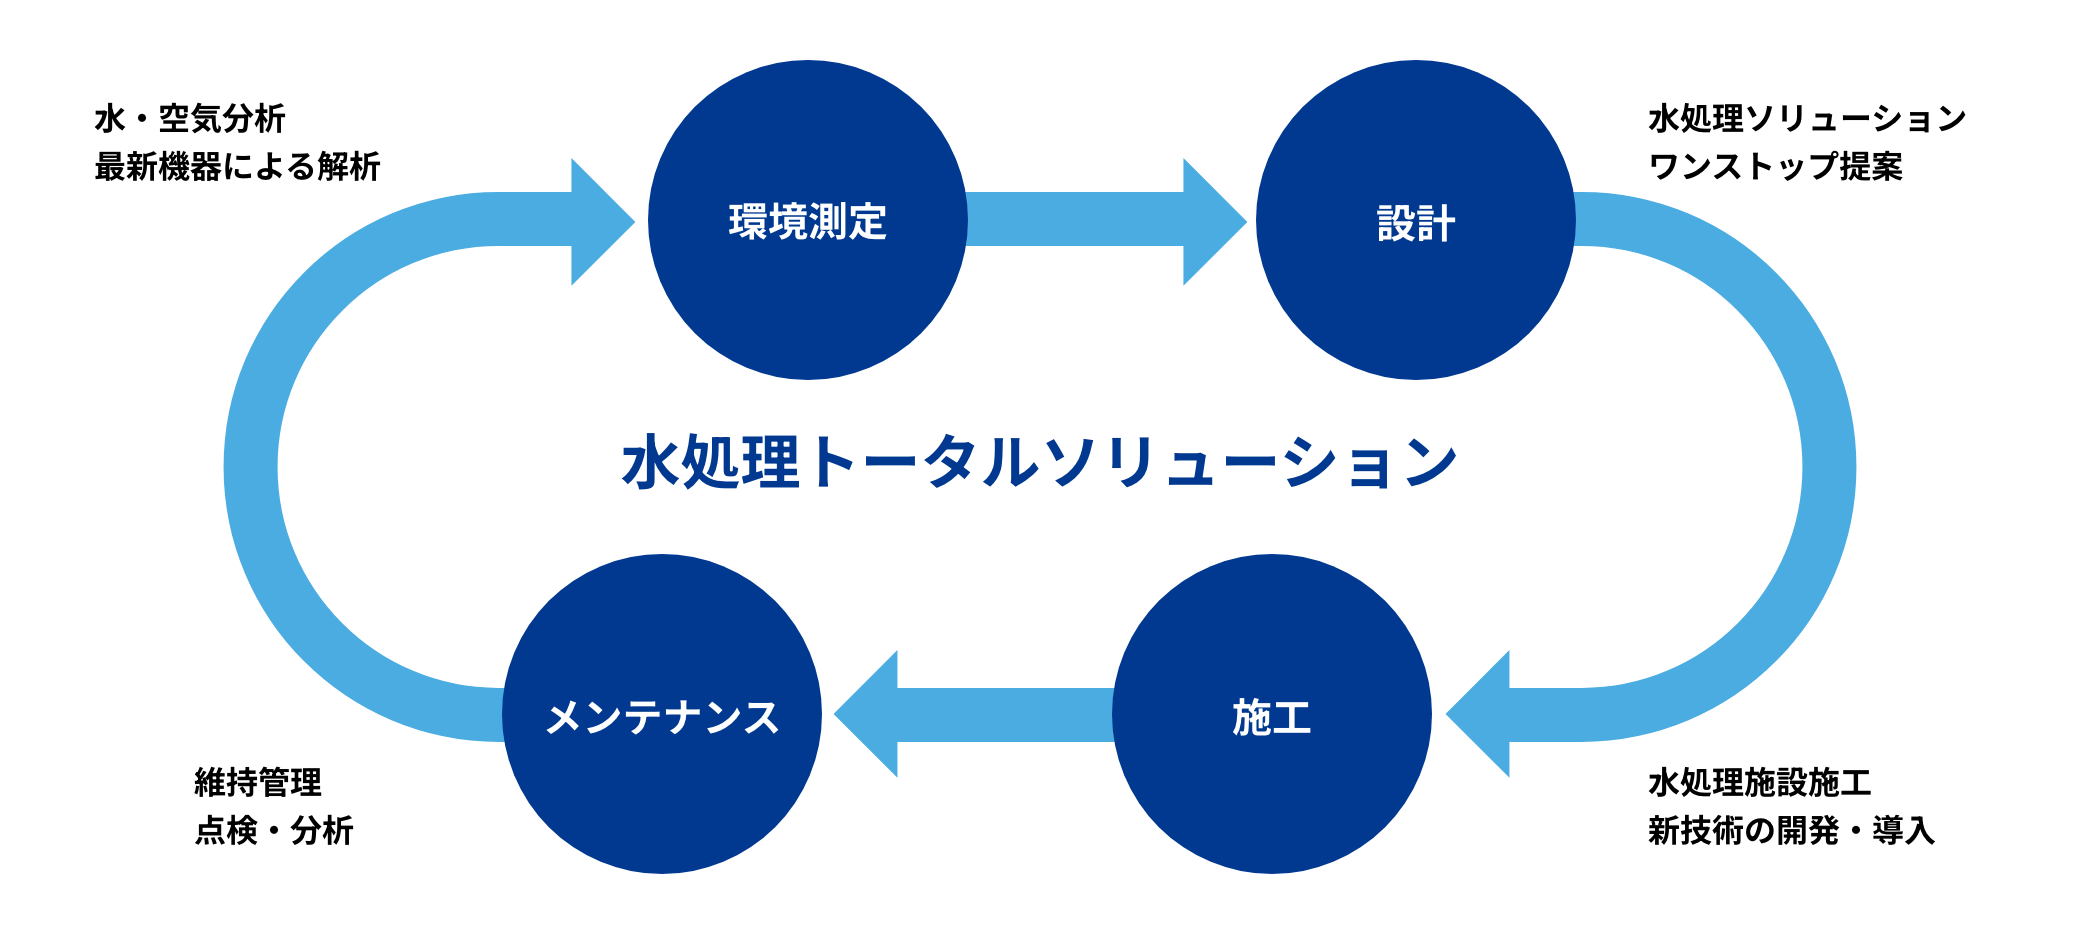 水・空気分析
最新機器による解析
環境測定
設計
水処理ソリューション
ワンストップ提案
水処理トータルソリューション
メンテナンス
施工
維持管理
点検・分析
水処理施設施工
新技術の開発・導入